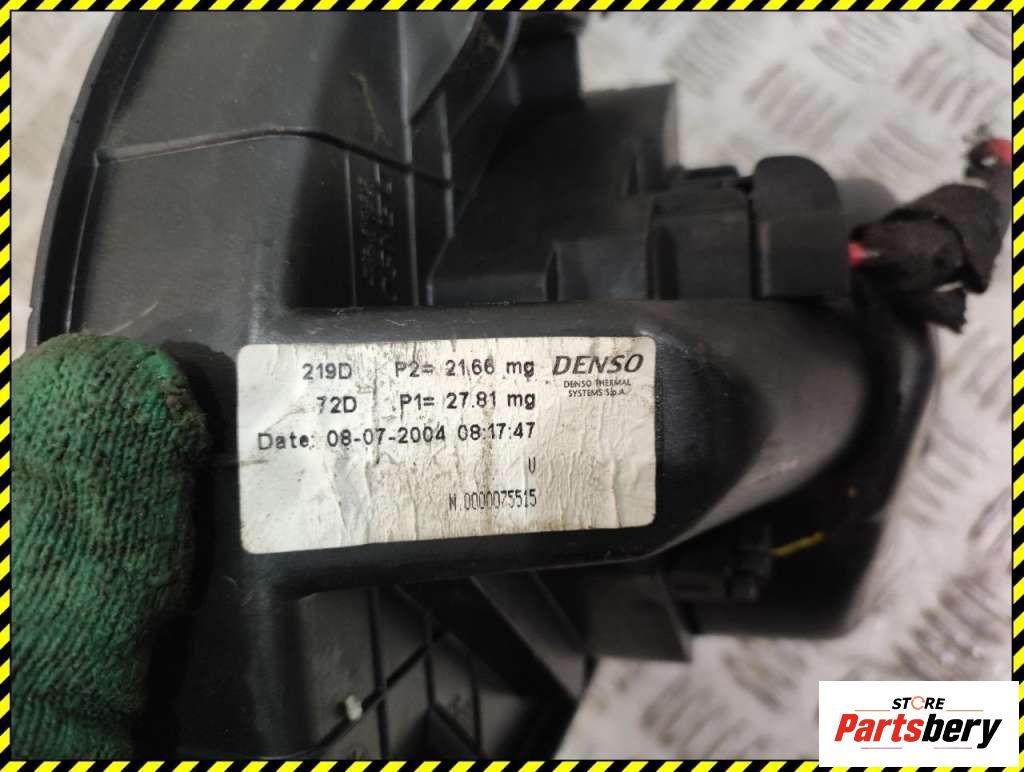 219D P2= 21.66 mg DENSO
DENSO THERMAL
SYSTEMS S.p.A.
72D P1= 27.81 mg
Date: 08-07-2004 08:17:47
U
N.0000075515
STORE
Partsbery